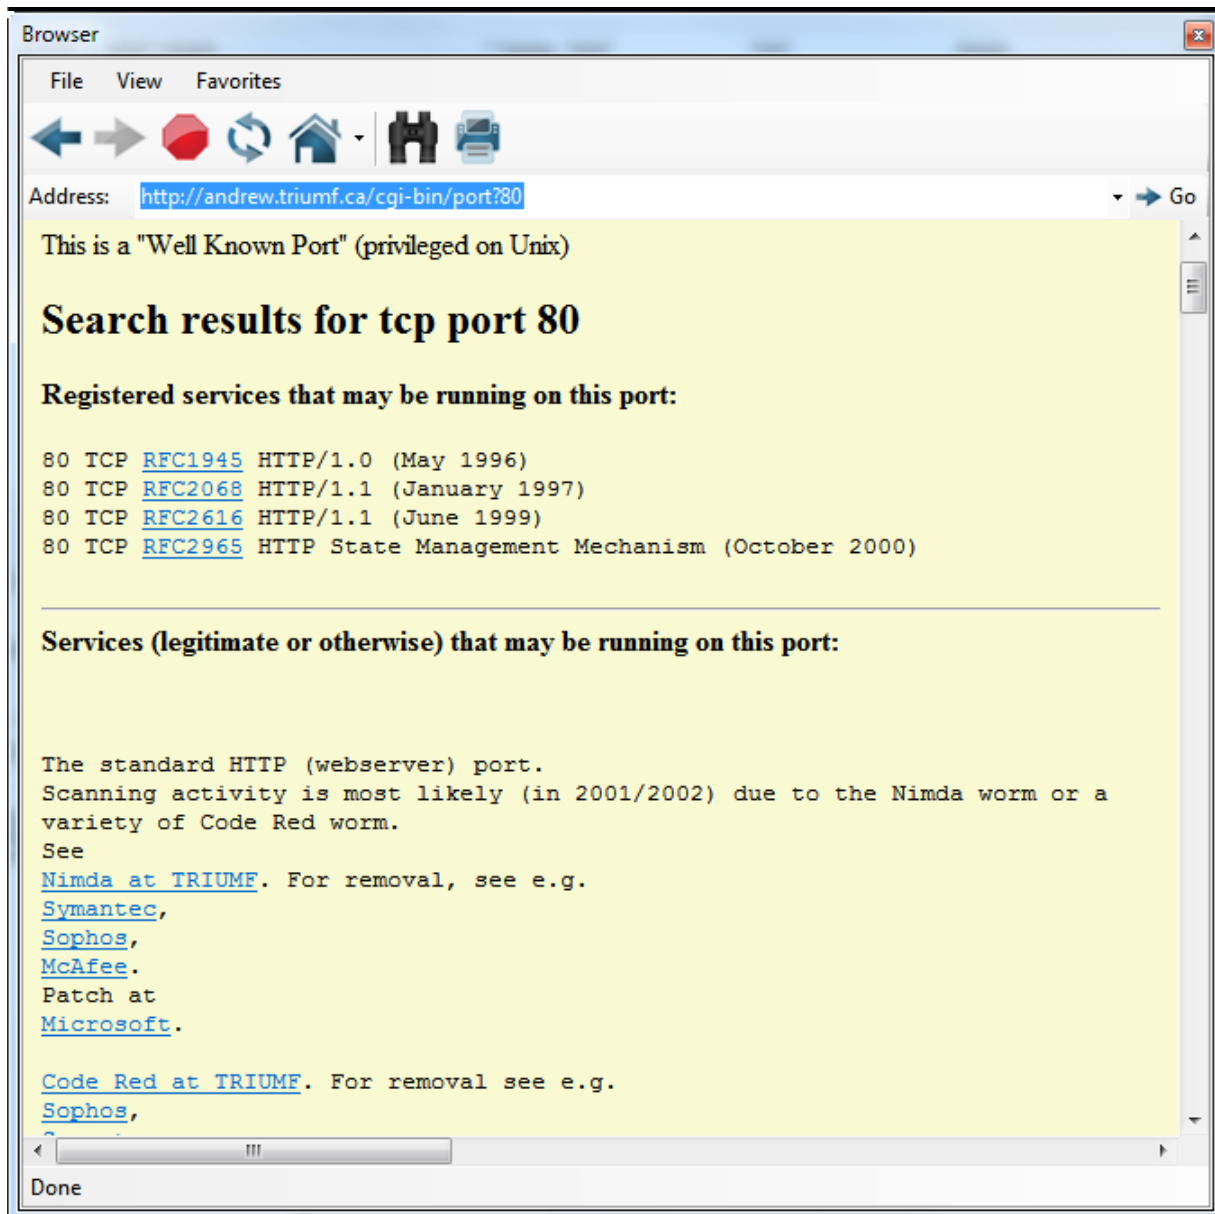 Browser
File View Favorites
Address: http://andrew.triumf.ca/cgi-bin/port?80 Go
This is a "Well Known Port" (privileged on Unix)
Search results for tcp port 80
Registered services that may be running on this port:
80 TCP RFC1945 HTTP/1.0 (May 1996)
80 TCP RFC2068 HTTP/1.1 (January 1997)
80 TCP RFC2616 HTTP/1.1 (June 1999)
80 TCP RFC2965 HTTP State Management Mechanism (October 2000)
Services (legitimate or otherwise) that may be running on this port:
The standard HTTP (webserver) port.
Scanning activity is most likely (in 2001/2002) due to the Nimda worm or a
variety of Code Red worm.
See
Nimda at TRIUMF. For removal, see e.g.
Symantec,
Sophos,
McAfee.
Patch at
Microsoft.
Code Red at TRIUMF. For removal see e.g.
Sophos,
Done